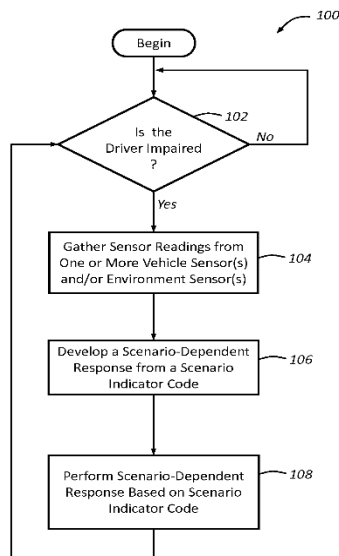 100
Begin
102
Is the
Driver Impaired
?
No
Yes
Gather Sensor Readings from
One or More Vehicle Sensor(s)
and/or Environment Sensor(s)
104
Develop a Scenario-Dependent
Response from a Scenario
Indicator Code
106
Perform Scenario-Dependent
Response Based on Scenario
Indicator Code
108